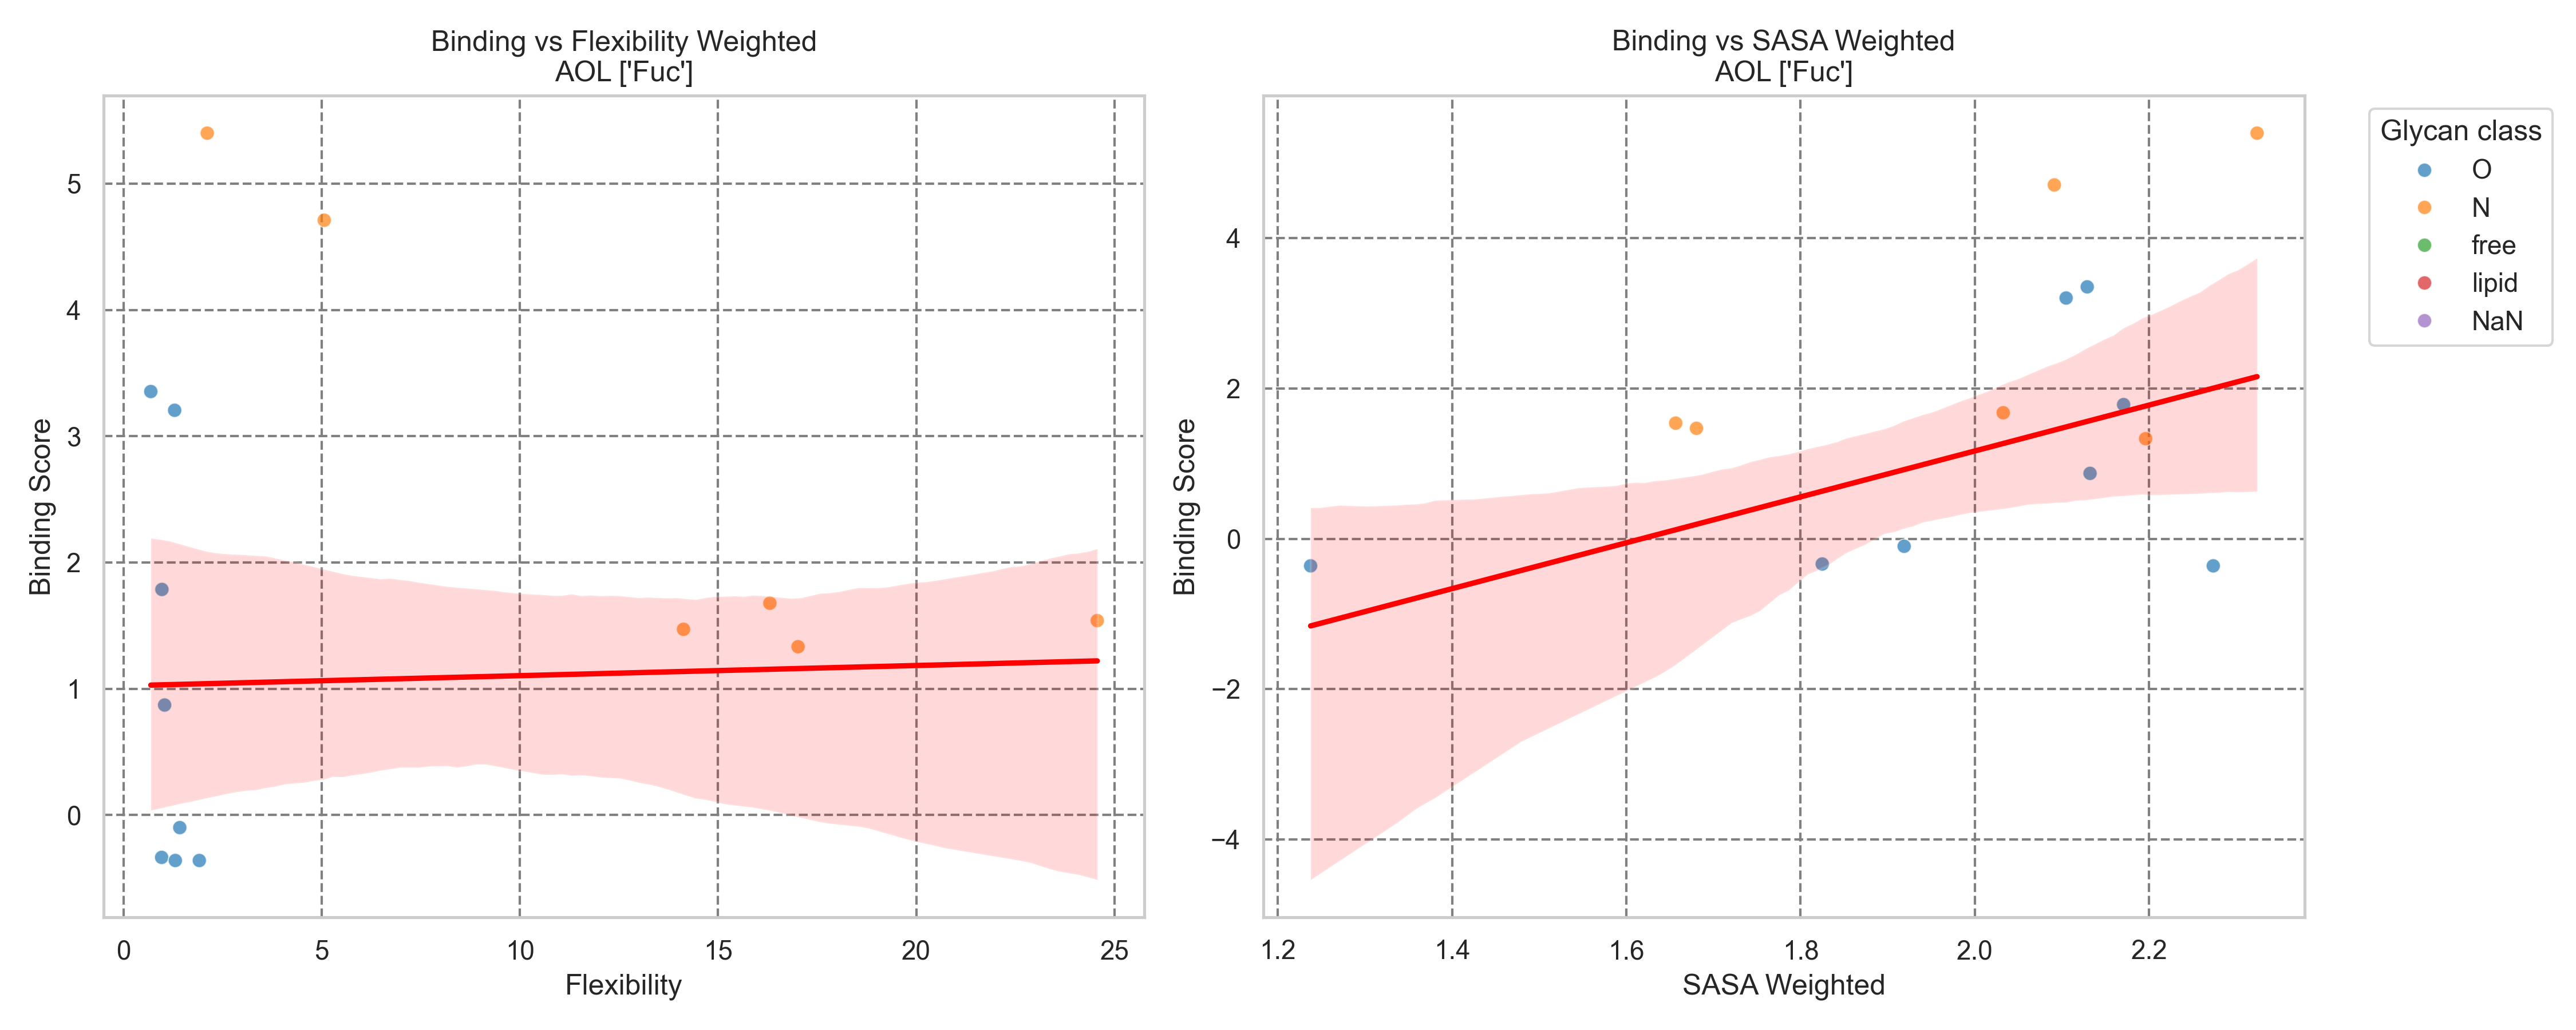 Binding vs Flexibility Weighted
AOL ['Fuc']
Binding Score
5
4
3
2
1
0
0
5
10
15
20
25
Flexibility
Binding vs SASA Weighted
AOL ['Fuc']
Binding Score
4
2
0
−2
−4
1.2
1.4
1.6
1.8
2.0
2.2
SASA Weighted
Glycan class
O
N
free
lipid
NaN